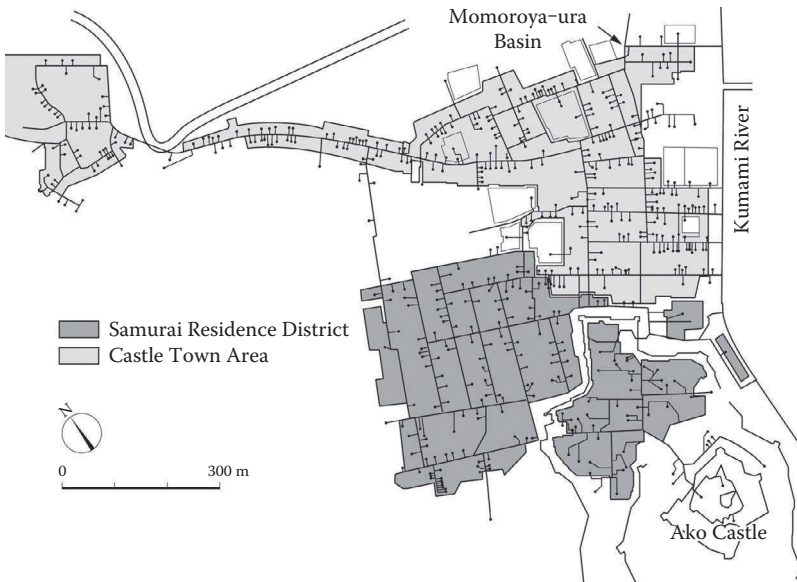 Momoroya-ura
Basin
Kumami River
Samurai Residence District
Castle Town Area
N
0 300 m
Ako Castle